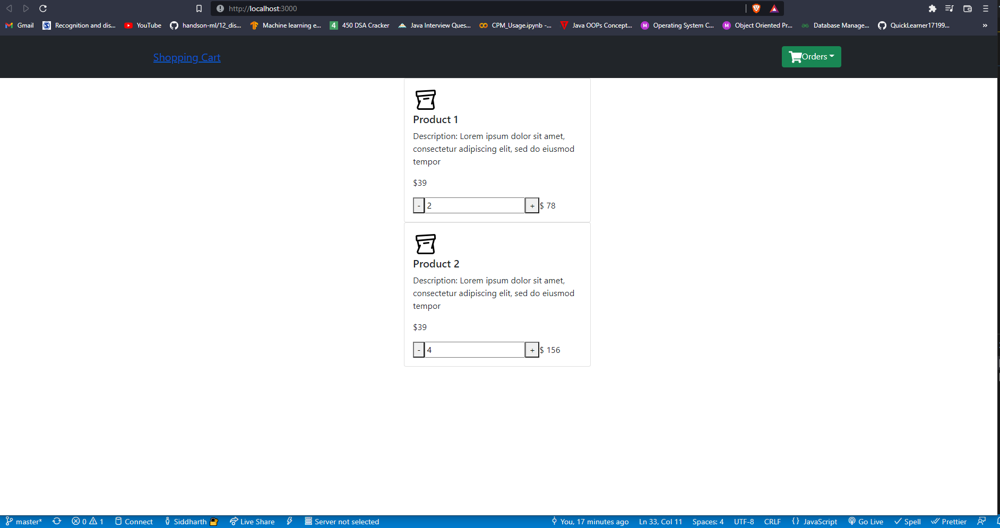 http://localhost:3000
Gmail Recognition and dis... YouTube handson-ml/12_dis... Machine learning e... 4 450 DSA Cracker Java Interview Ques... CO CPM_Usage.ipynb -... T Java OOPs Concept... M Operating System C... M Object Oriented Pr... Database Manage... QuickLearner17199... »
Shopping Cart
Orders
Product 1
Description: Lorem ipsum dolor sit amet,
consectetur adipiscing elit, sed do eiusmod
tempor
$39
- 2 + $ 78
Product 2
Description: Lorem ipsum dolor sit amet,
consectetur adipiscing elit, sed do eiusmod
tempor
$39
- 4 + $ 156
master* 0 1 Connect Siddharth Live Share Server not selected You, 17 minutes ago Ln 33, Col 11 Spaces: 4 UTF-8 CRLF {} JavaScript Go Live Spell Prettier